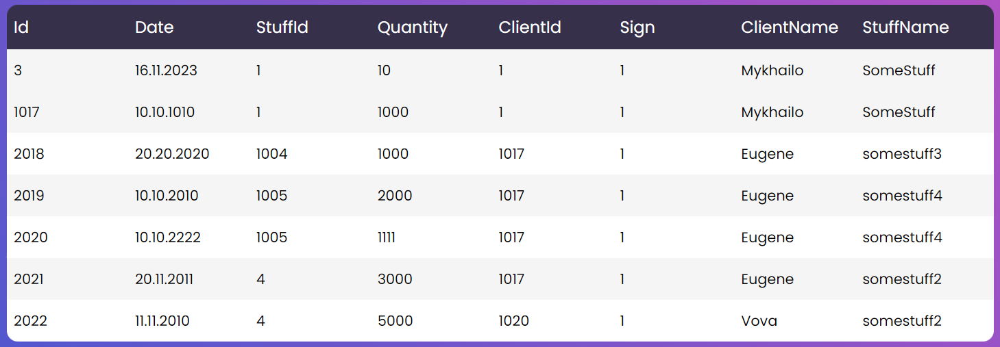 Id Date StuffId Quantity ClientId Sign ClientName StuffName
3 16.11.2023 1 10 1 1 Mykhailo SomeStuff
1017 10.10.1010 1 1000 1 1 Mykhailo SomeStuff
2018 20.20.2020 1004 1000 1017 1 Eugene somestuff3
2019 10.10.2010 1005 2000 1017 1 Eugene somestuff4
2020 10.10.2222 1005 1111 1017 1 Eugene somestuff4
2021 20.11.2011 4 3000 1017 1 Eugene somestuff2
2022 11.11.2010 4 5000 1020 1 Vova somestuff2